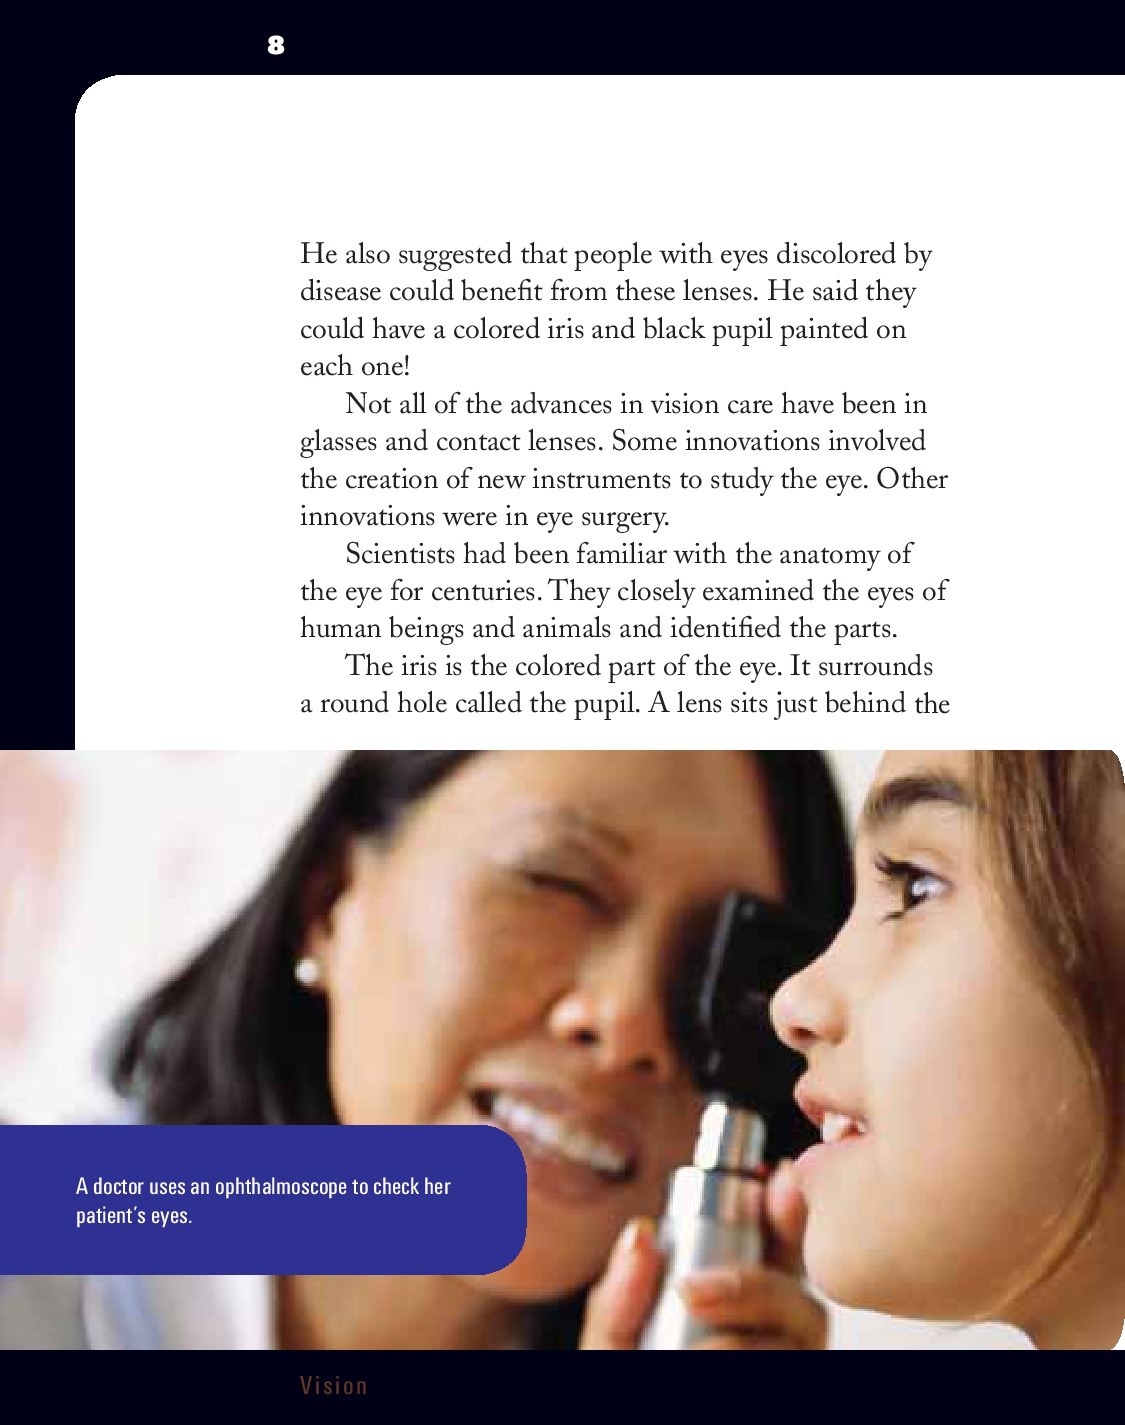 8
He also suggested that people with eyes discolored by
disease could benefit from these lenses. He said they
could have a colored iris and black pupil painted on
each one!
Not all of the advances in vision care have been in
glasses and contact lenses. Some innovations involved
the creation of new instruments to study the eye. Other
innovations were in eye surgery.
Scientists had been familiar with the anatomy of
the eye for centuries. They closely examined the eyes of
human beings and animals and identified the parts.
The iris is the colored part of the eye. It surrounds
a round hole called the pupil. A lens sits just behind the
A doctor uses an ophthalmoscope to check her
patient's eyes.
Vision